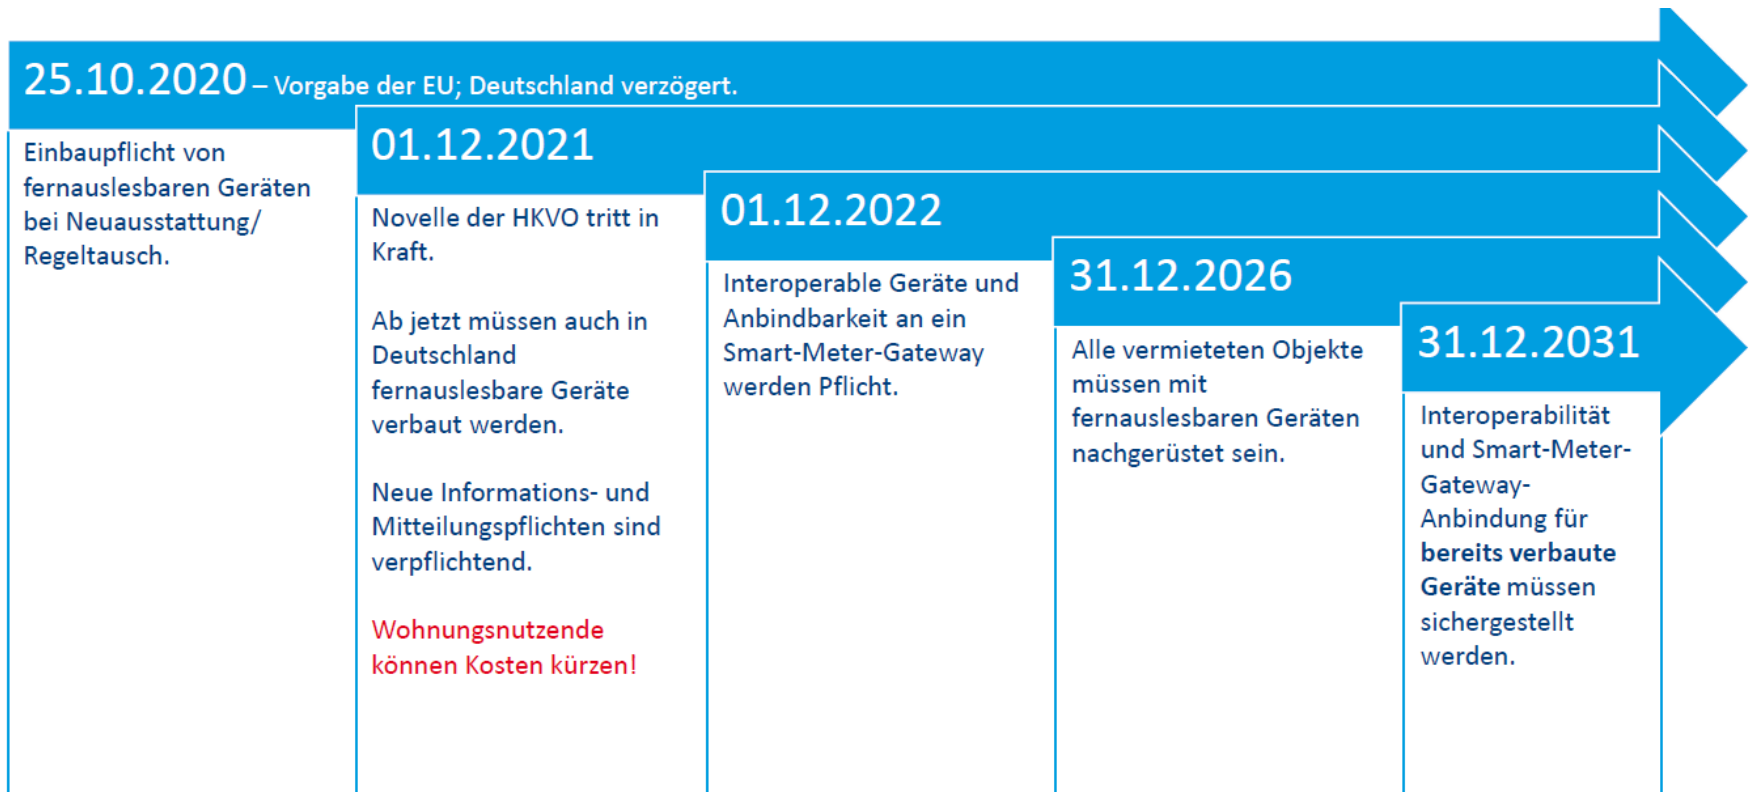 25.10.2020 – Vorgabe der EU; Deutschland verzögert.
Einbaupflicht von
fernauslesbaren Geräten
bei Neuausstattung/
Regeltausch.
01.12.2021
Novelle der HKVO tritt in
Kraft.
Ab jetzt müssen auch in
Deutschland
fernauslesbare Geräte
verbaut werden.
Neue Informations- und
Mitteilungspflichten sind
verpflichtend.
Wohnungsnutzende
können Kosten kürzen!
01.12.2022
Interoperable Geräte und
Anbindbarkeit an ein
Smart-Meter-Gateway
werden Pflicht.
31.12.2026
Alle vermieteten Objekte
müssen mit
fernauslesbaren Geräten
nachgerüstet sein.
31.12.2031
Interoperabilität
und Smart-Meter-
Gateway-
Anbindung für
bereits verbaute
Geräte müssen
sichergestellt
werden.